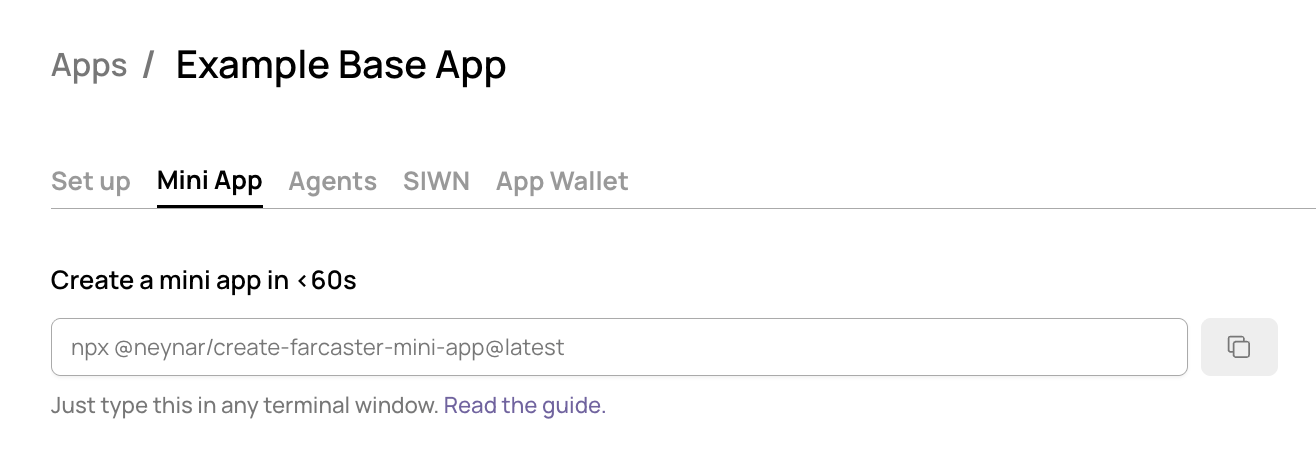 Apps / Example Base App
Set up Mini App Agents SIWN App Wallet
Create a mini app in <60s
npx @neynar/create-farcaster-mini-app@latest
Just type this in any terminal window. Read the guide.